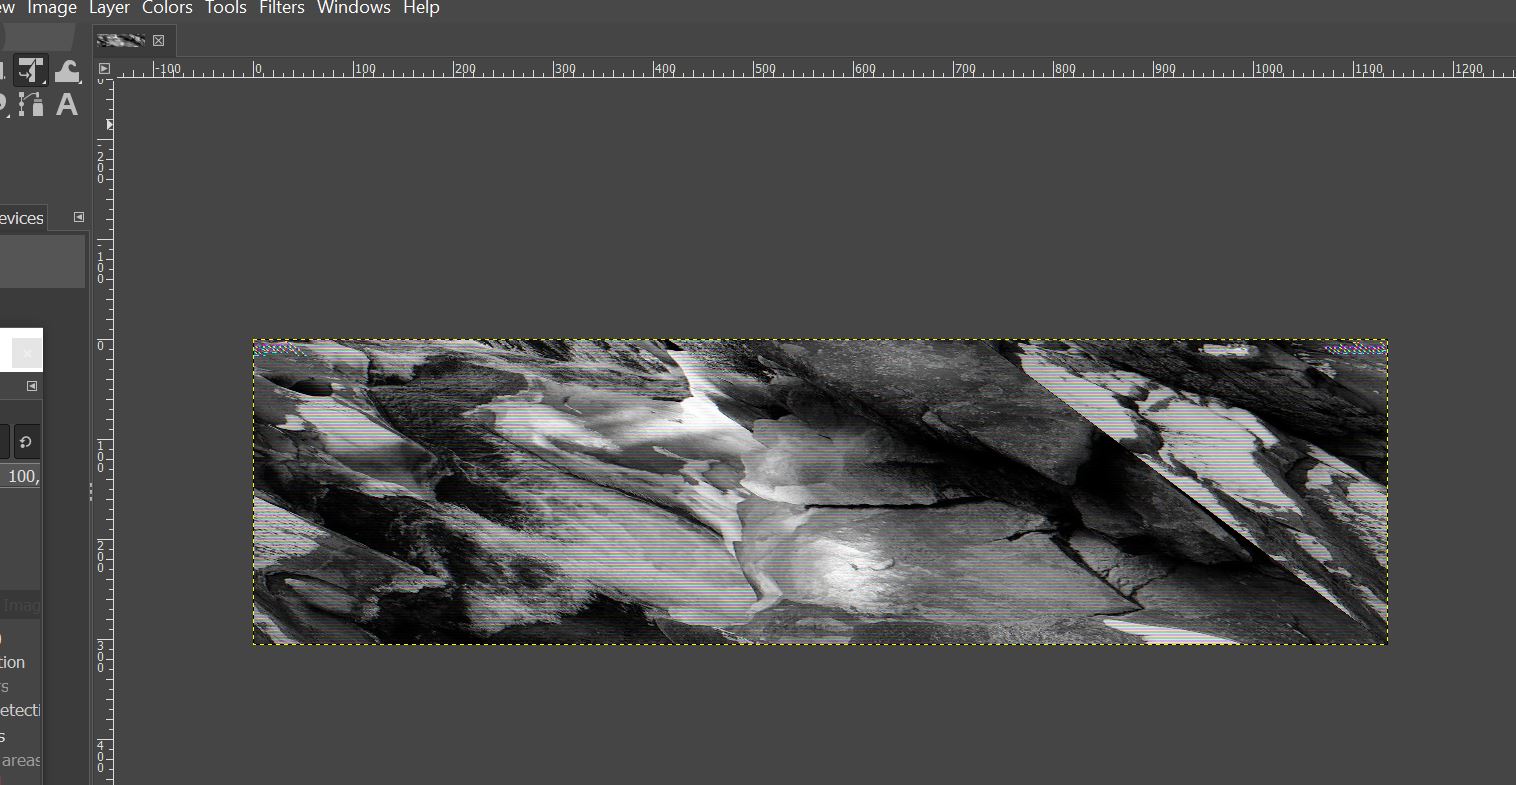 ew Image Layer Colors Tools Filters Windows Help
-100 0 100 200 300 400 500 600 700 800 900 1000 1100 1200
A
-200
evices
-100
0
100,
100
200
Imag
)
tion
300
rs
etecti
s
400
areas